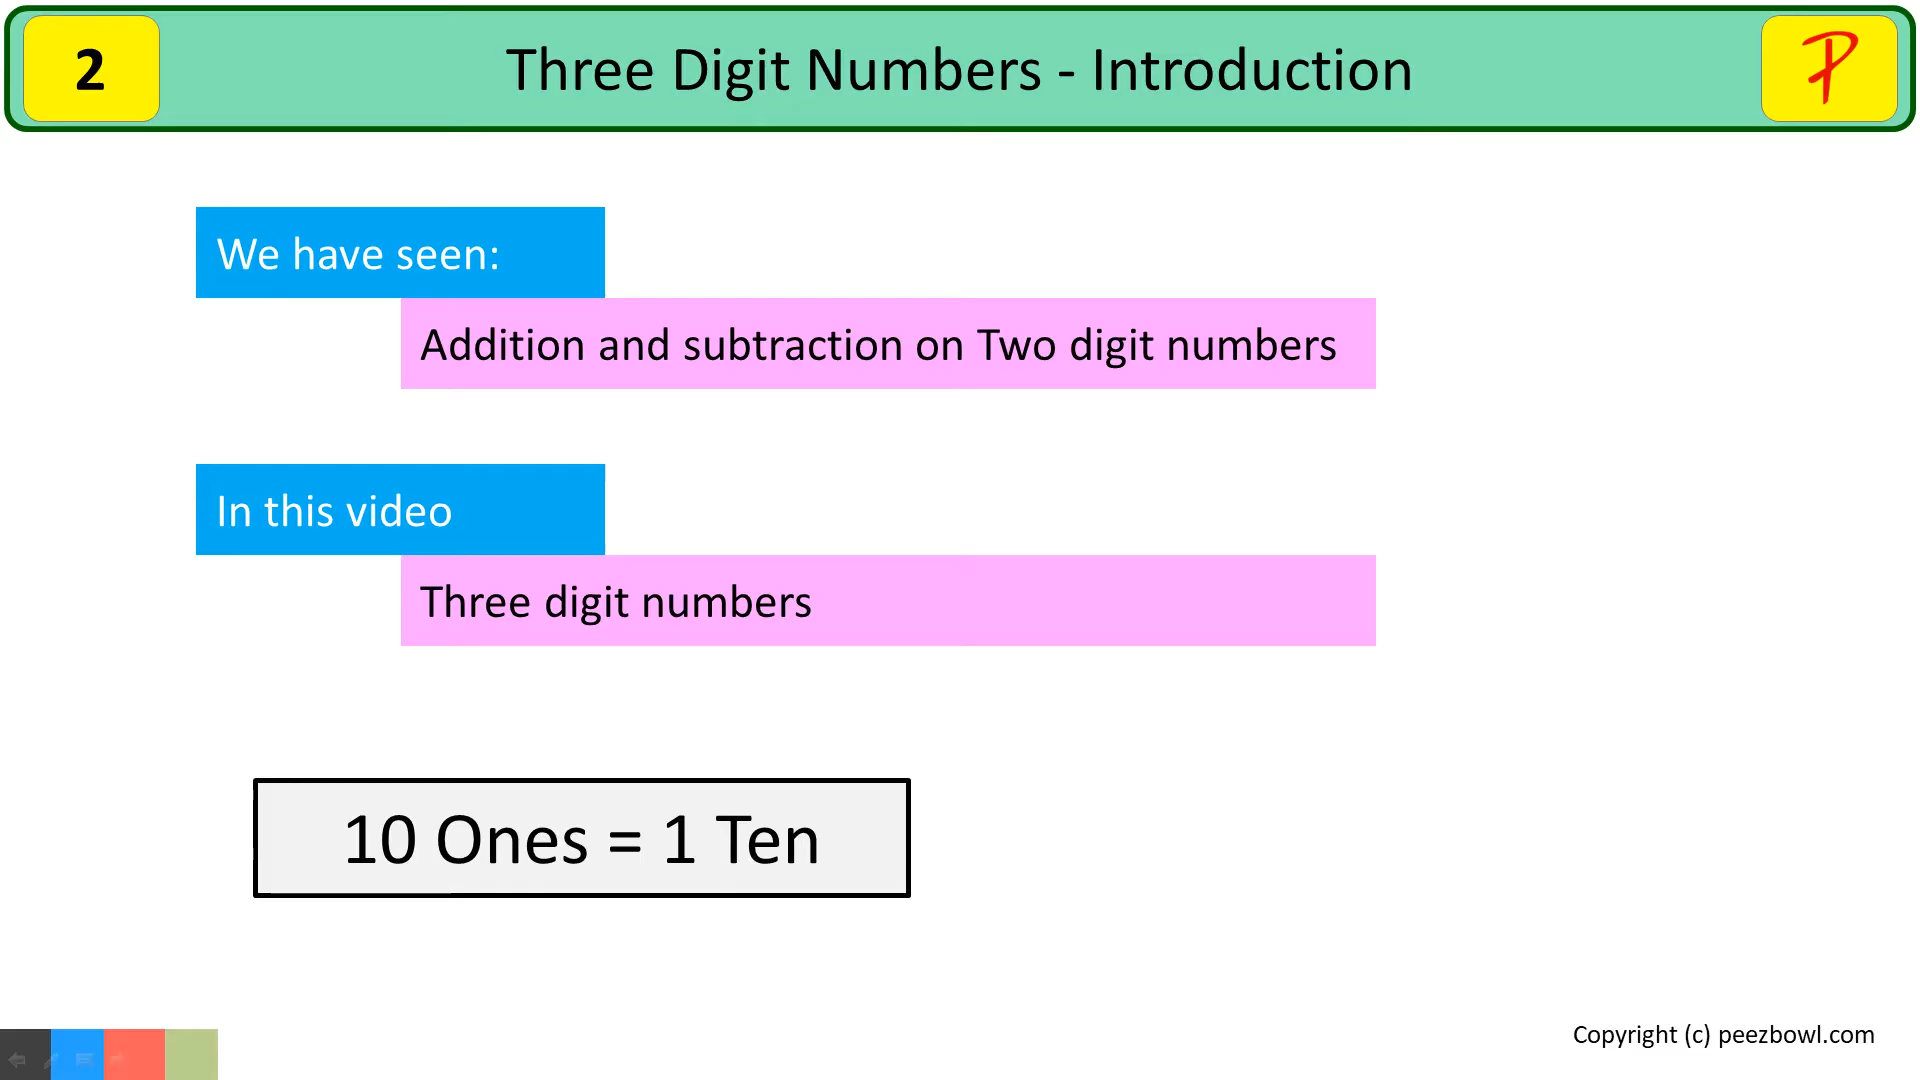 2
Three Digit Numbers - Introduction
P
We have seen:
Addition and subtraction on Two digit numbers
In this video
Three digit numbers
10 Ones = 1 Ten
Copyright (c) peezbowl.com